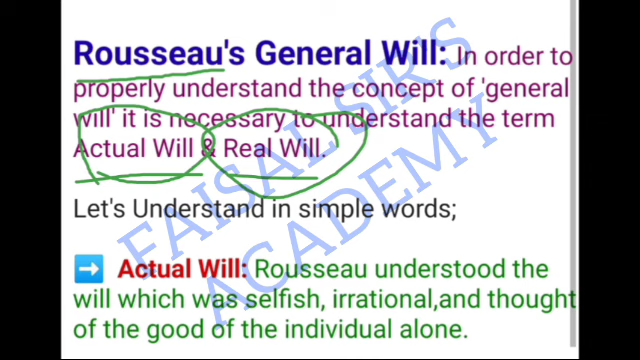 Rousseau's General Will: In order to
properly understand the concept of 'general
will' it is necessary to understand the term
Actual Will & Real Will.
Let's Understand in simple words;
➡ Actual Will: Rousseau understood the
will which was selfish, irrational,and thought
of the good of the individual alone.
FAISAL SIR'S
ACADEMY